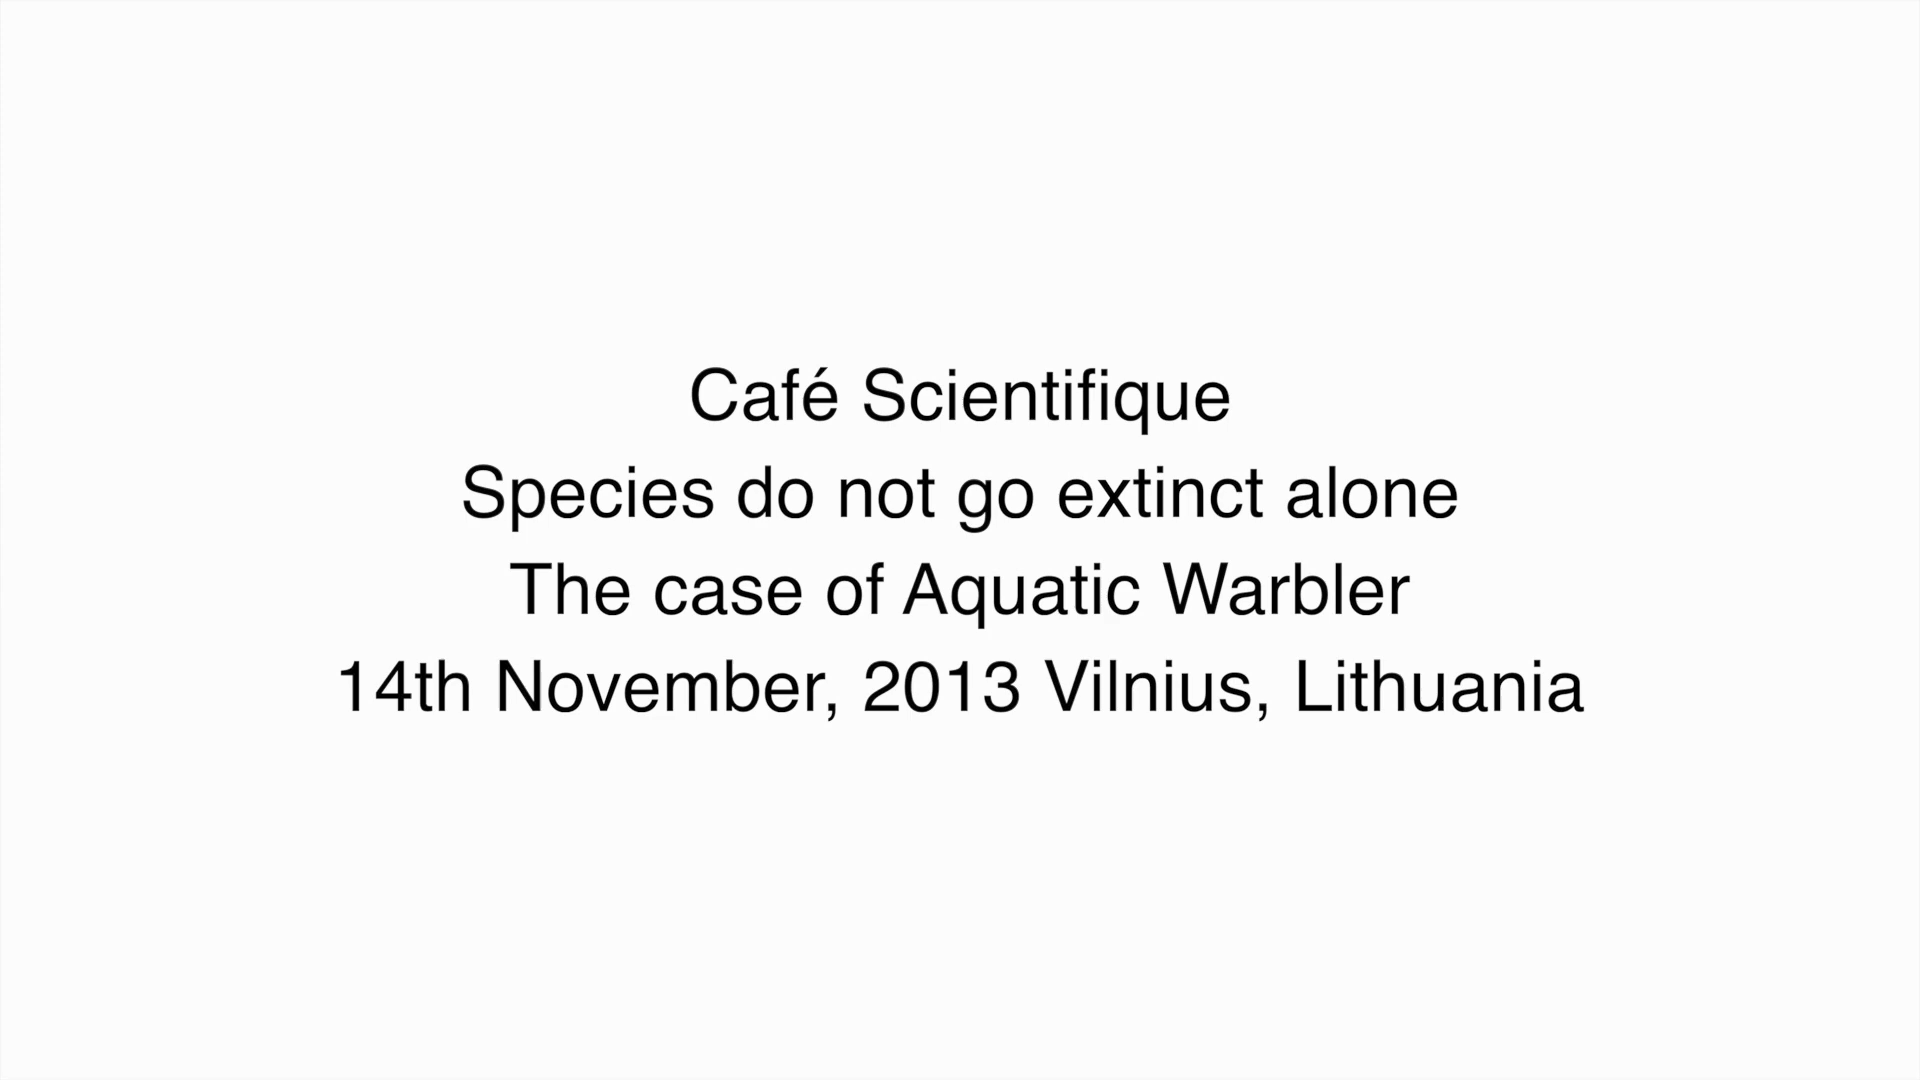 Café Scientifique
Species do not go extinct alone
The case of Aquatic Warbler
14th November, 2013 Vilnius, Lithuania